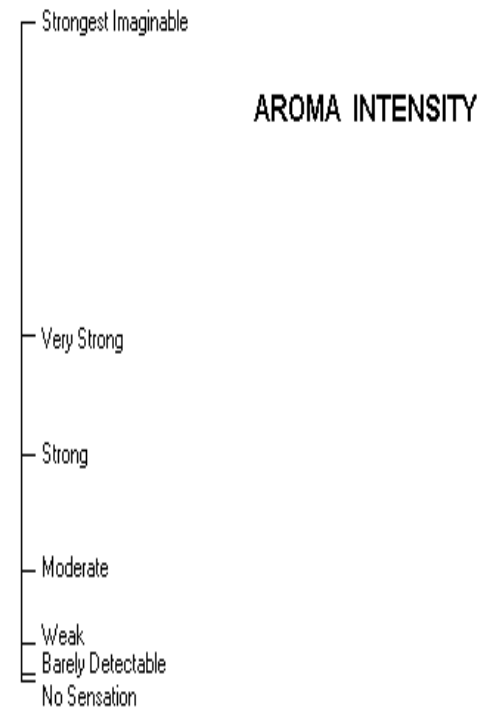 Strongest Imaginable
AROMA INTENSITY
Very Strong
Strong
Moderate
Weak
Barely Detectable
No Sensation